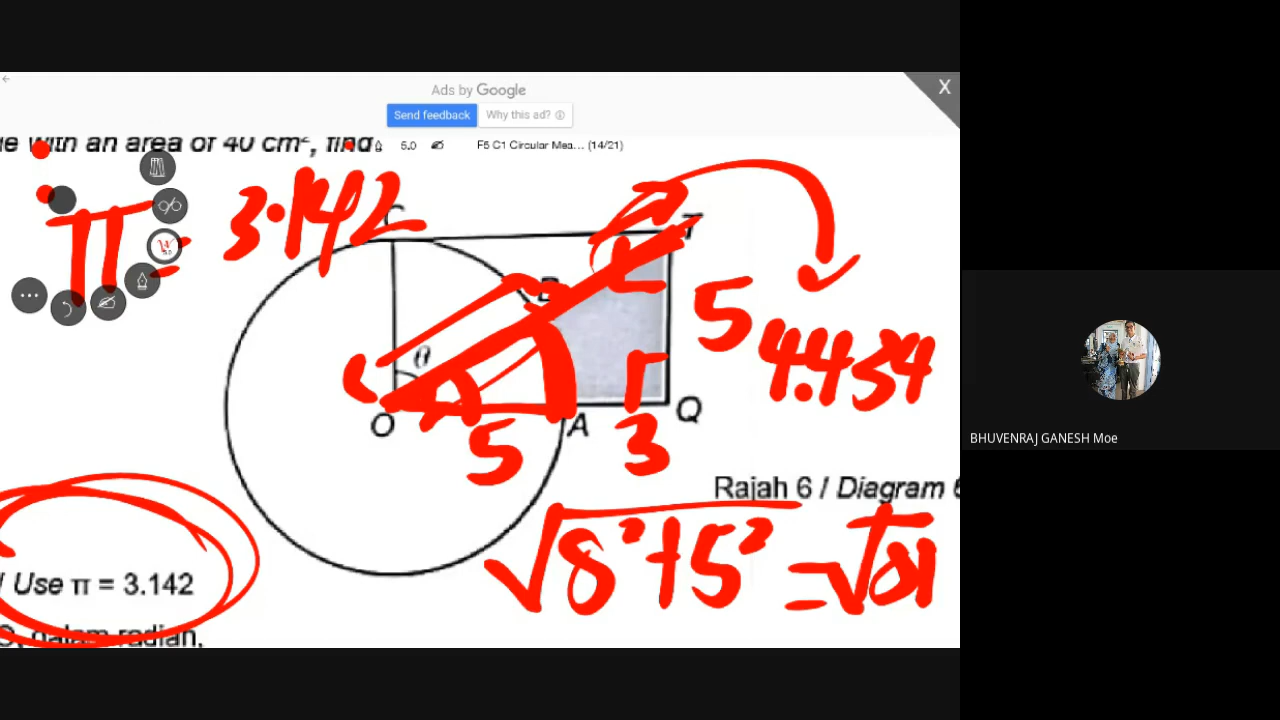 Ads by Google
Send feedback
Why this ad?
X
with an area of 40 cm², find
5.0
F5 C1 Circular Mea... (14/21)
π = 3.142
C
T
B
θ
5
4.434
O
A
Q
5
3
BHUVENRAJ GANESH Moe
Rajah 6 / Diagram
√8²+5² = √
/ Use π = 3.142
dalam radian,